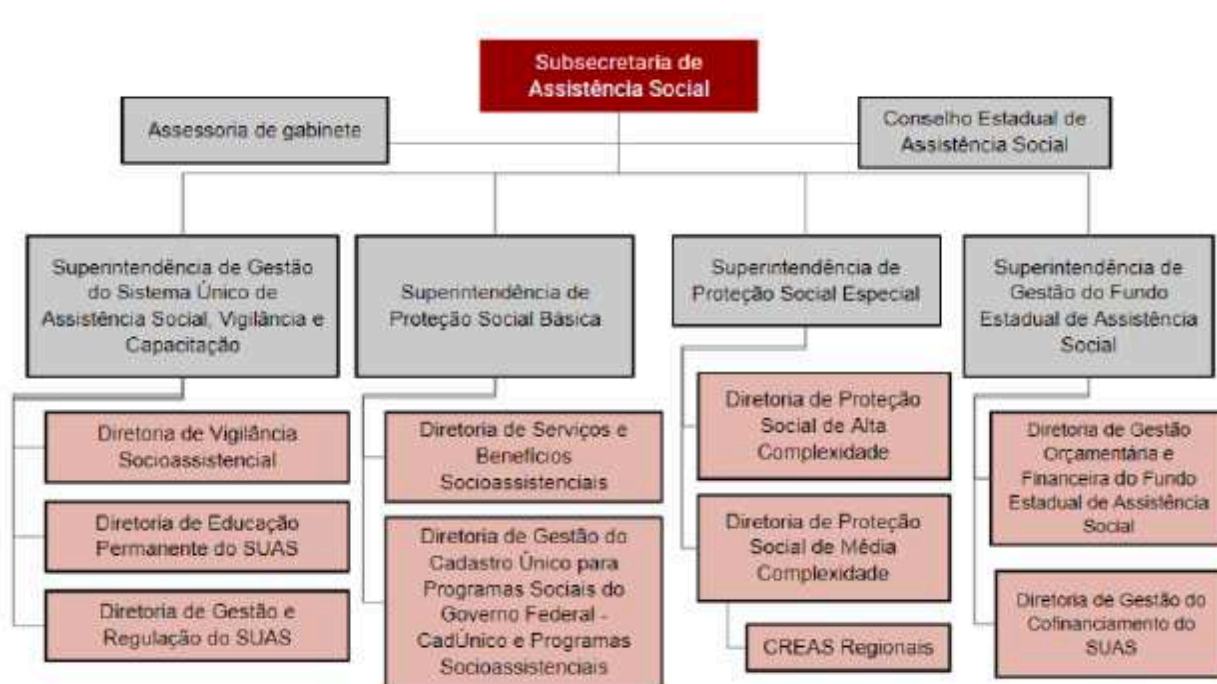 Subsecretaria de
Assistência Social
Assessoria de gabinete
Conselho Estadual de
Assistência Social
Superintendência de Gestão
do Sistema Único de
Assistência Social, Vigilância e
Capacitação
Superintendência de
Proteção Social Básica
Superintendência de
Proteção Social Especial
Superintendência de
Gestão do Fundo
Estadual de Assistência
Social
Diretoria de Vigilância
Socioassistencial
Diretoria de Educação
Permanente do SUAS
Diretoria de Gestão e
Regulação do SUAS
Diretoria de Serviços e
Benefícios
Socioassistenciais
Diretoria de Gestão do
Cadastro Único para
Programas Sociais do
Governo Federal -
CadÚnico e Programas
Socioassistenciais
Diretoria de Proteção
Social de Alta
Complexidade
Diretoria de Proteção
Social de Média
Complexidade
CREAS Regionais
Diretoria de Gestão
Orçamentária e
Financeira do Fundo
Estadual de Assistência
Social
Diretoria de Gestão do
Cofinanciamento do
SUAS